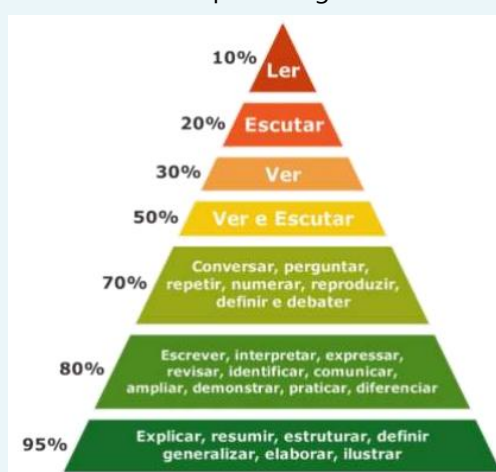 10%
Ler
20%
Escutar
30%
Ver
50%
Ver e Escutar
70%
Conversar, perguntar,
repetir, numerar, reproduzir,
definir e debater
80%
Escrever, interpretar, expressar,
revisar, identificar, comunicar,
ampliar, demonstrar, praticar, diferenciar
95%
Explicar, resumir, estruturar, definir
generalizar, elaborar, ilustrar